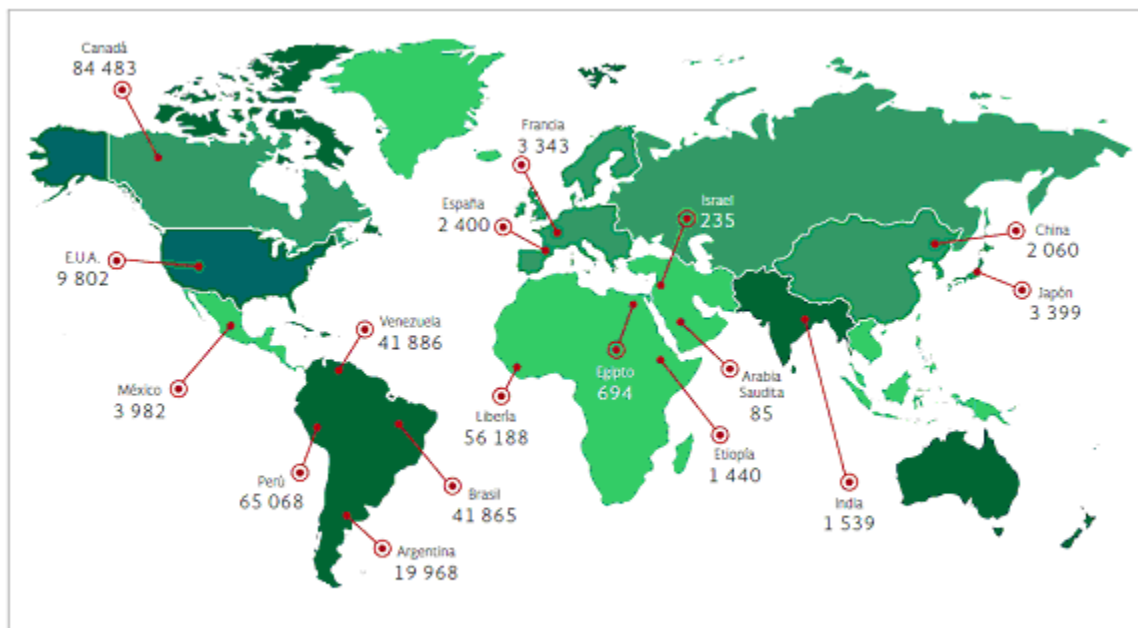 Canadá
84 483
Francia
3 343
España
2 400
Israel
235
China
2 060
E.U.A.
9 802
Japón
3 399
Venezuela
41 886
México
3 982
Egipto
694
Arabia
Saudita
85
Liberia
56 188
Etiopía
1 440
Perú
65 068
Brasil
41 865
India
1 539
Argentina
19 968